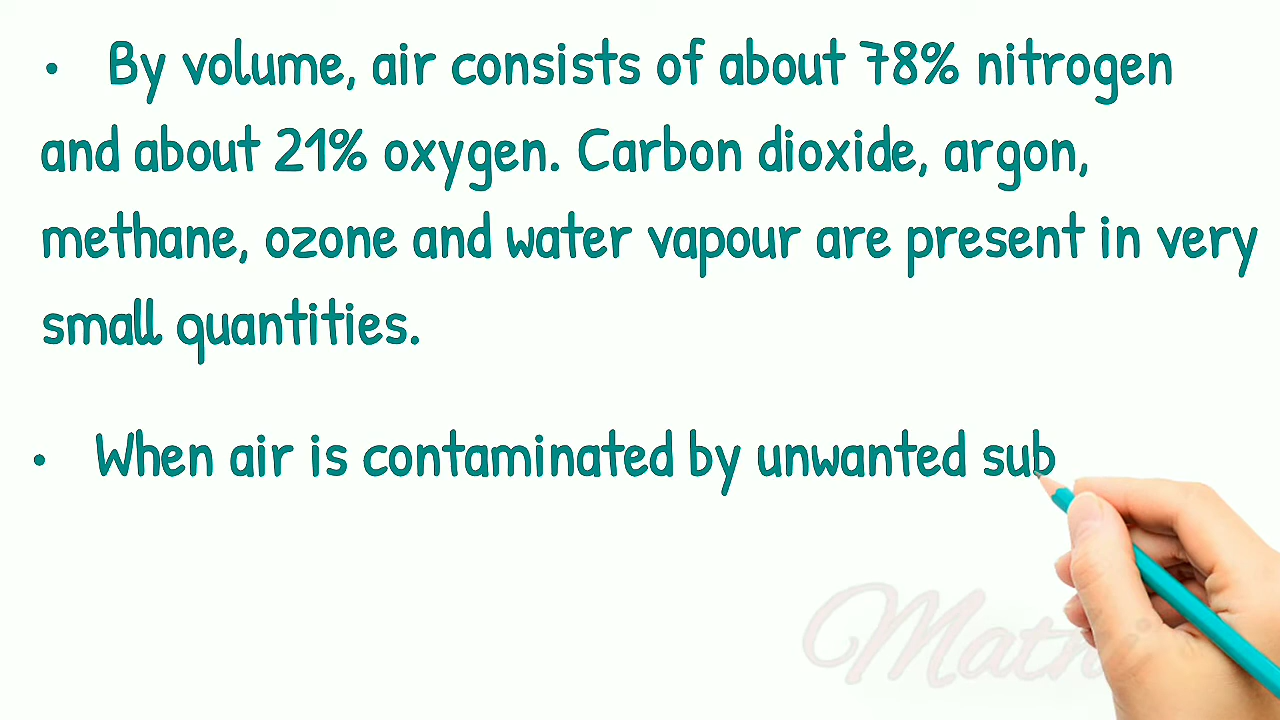 • By volume, air consists of about 78% nitrogen
and about 21% oxygen. Carbon dioxide, argon,
methane, ozone and water vapour are present in very
small quantities.
• When air is contaminated by unwanted sub